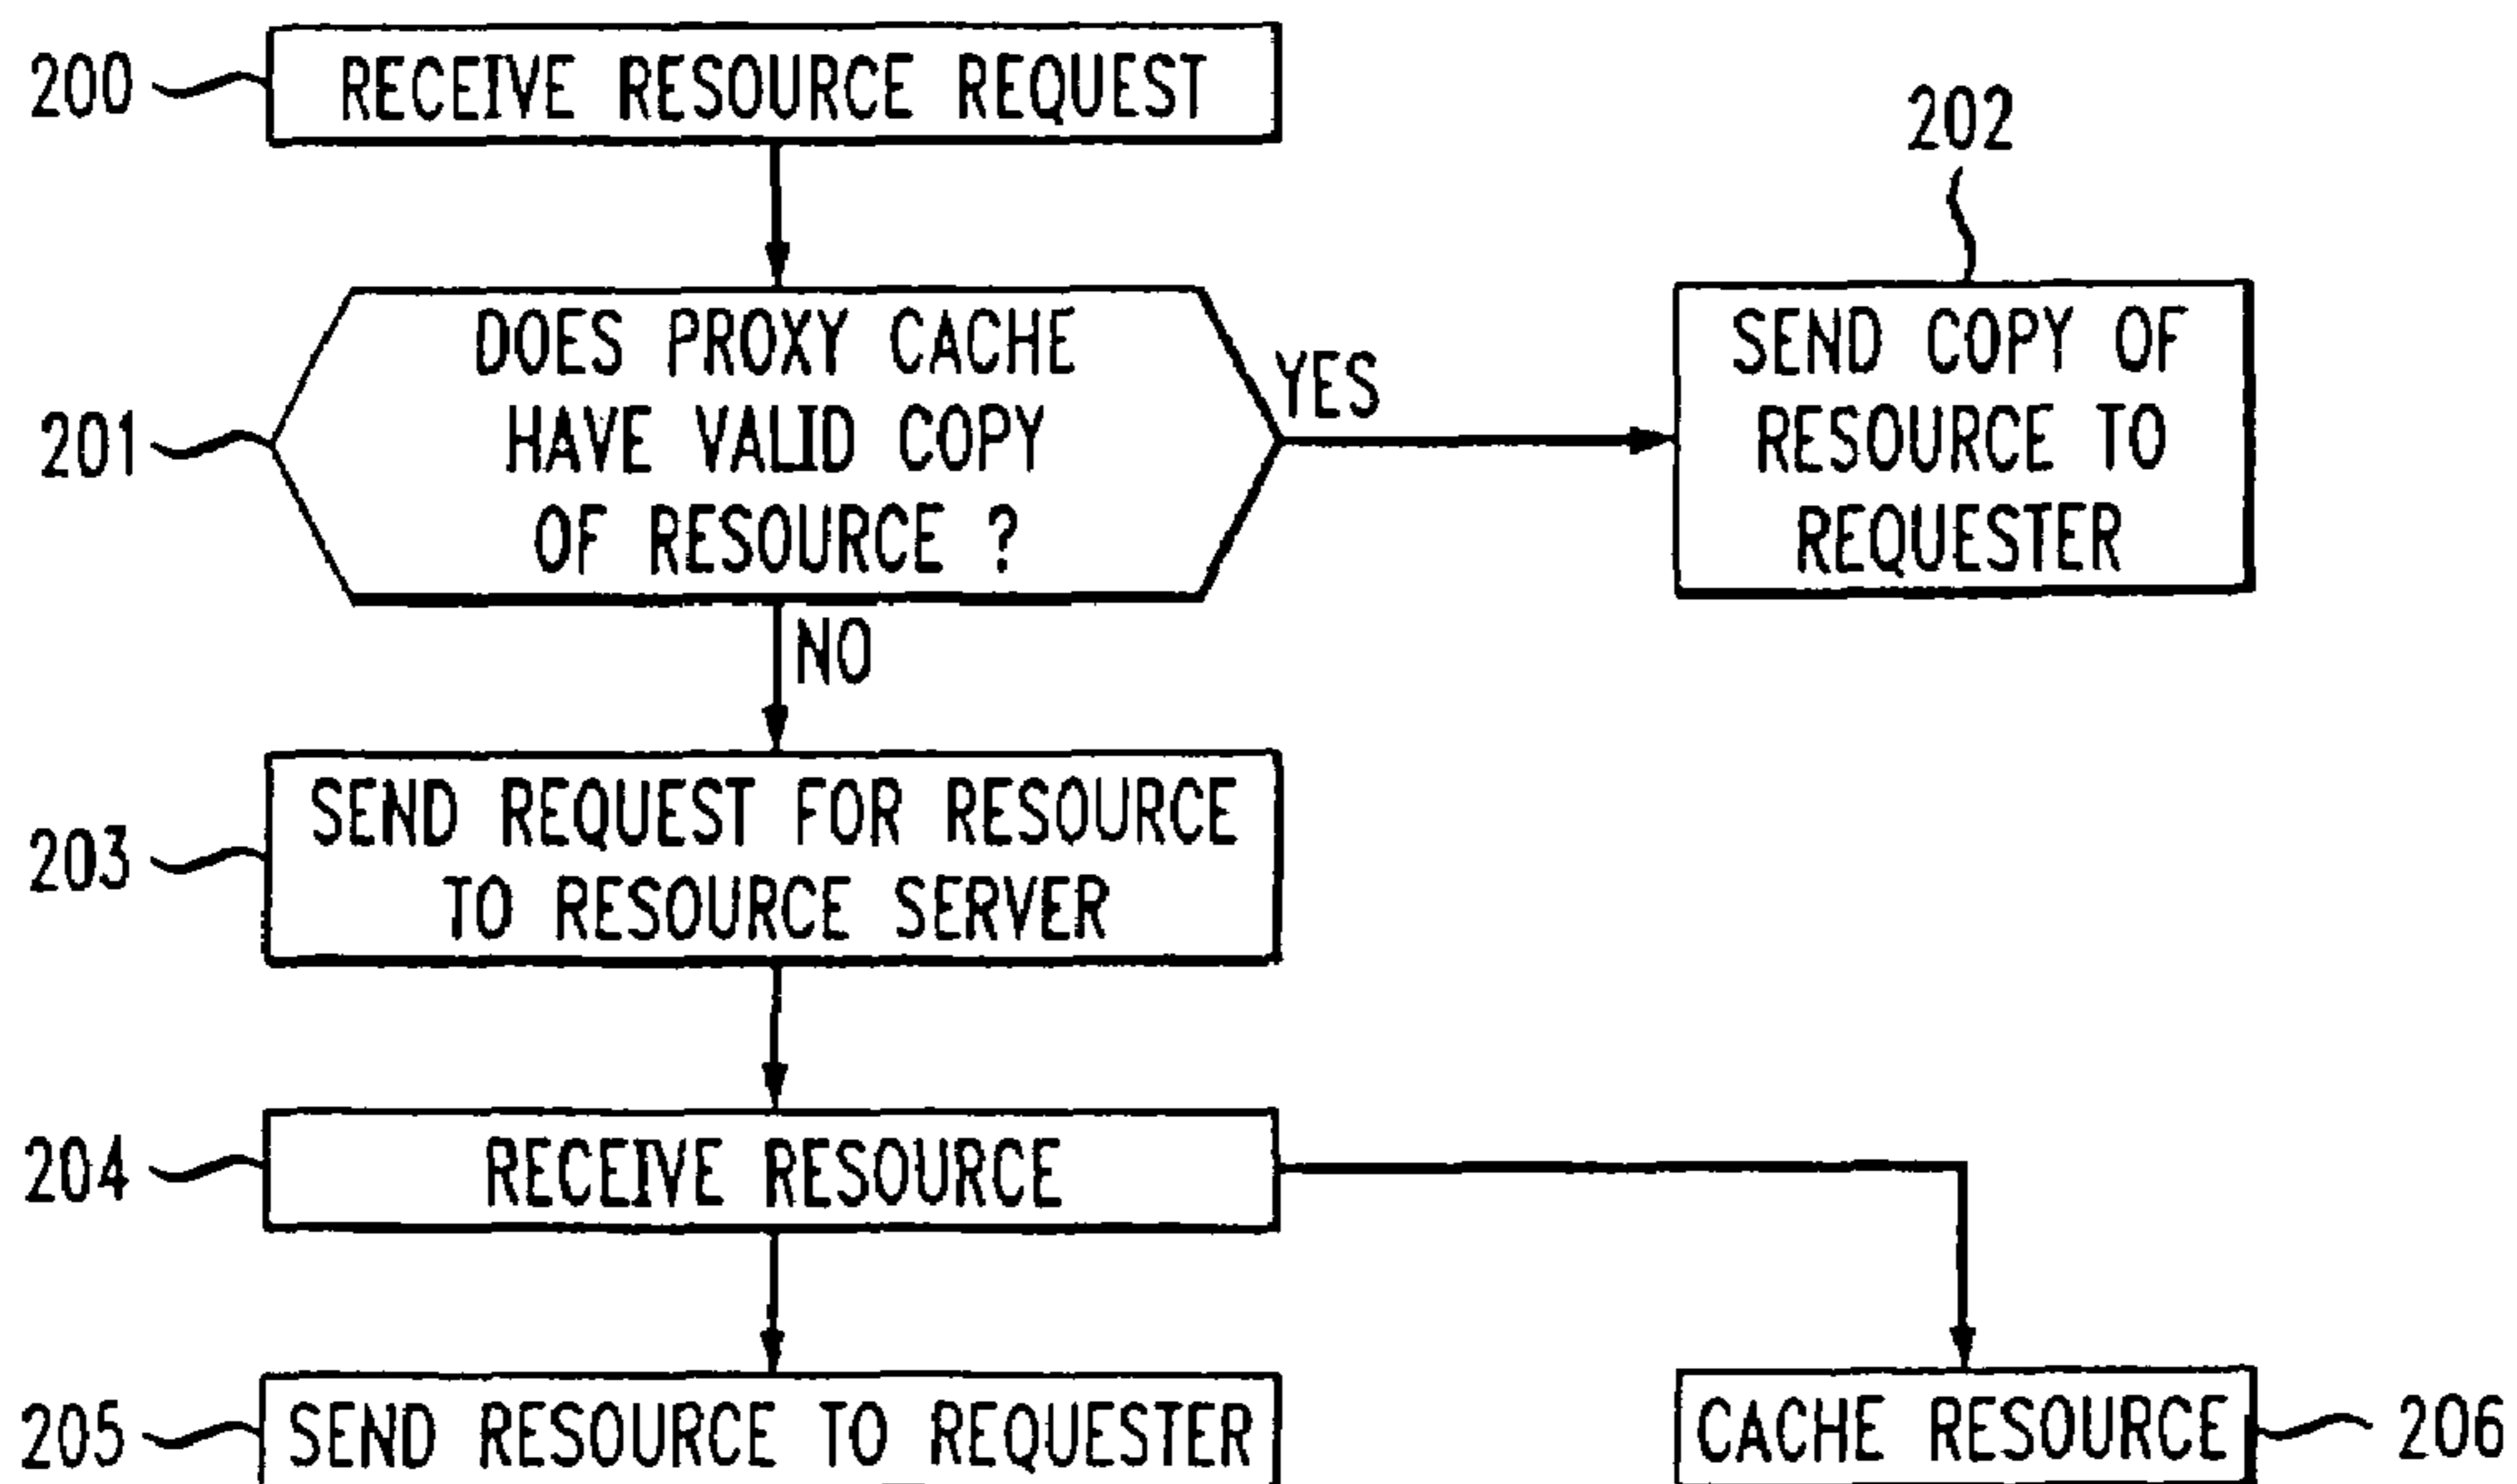 200
RECEIVE RESOURCE REQUEST
202
201
DOES PROXY CACHE
HAVE VALID COPY
OF RESOURCE ?
YES
SEND COPY OF
RESOURCE TO
REQUESTER
NO
203
SEND REQUEST FOR RESOURCE
TO RESOURCE SERVER
204
RECEIVE RESOURCE
205
SEND RESOURCE TO REQUESTER
CACHE RESOURCE
206